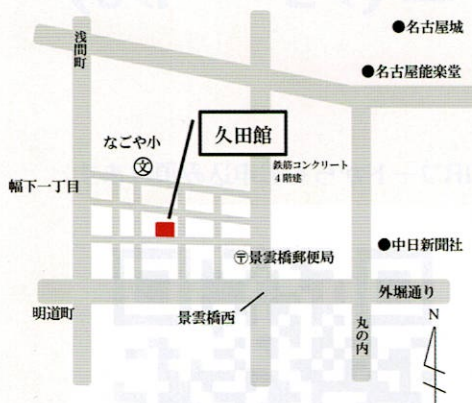 ●名古屋城
浅間町
●名古屋能楽堂
久田館
なごや小
文
鉄筋コンクリート
4階建
幅下一丁目
●中日新聞社
〒景雲橋郵便局
外堀通り
明道町
景雲橋西
丸の内
N